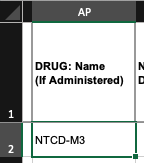 AP
DRUG: Name
(If Administered)
1
2
NTCD-M3